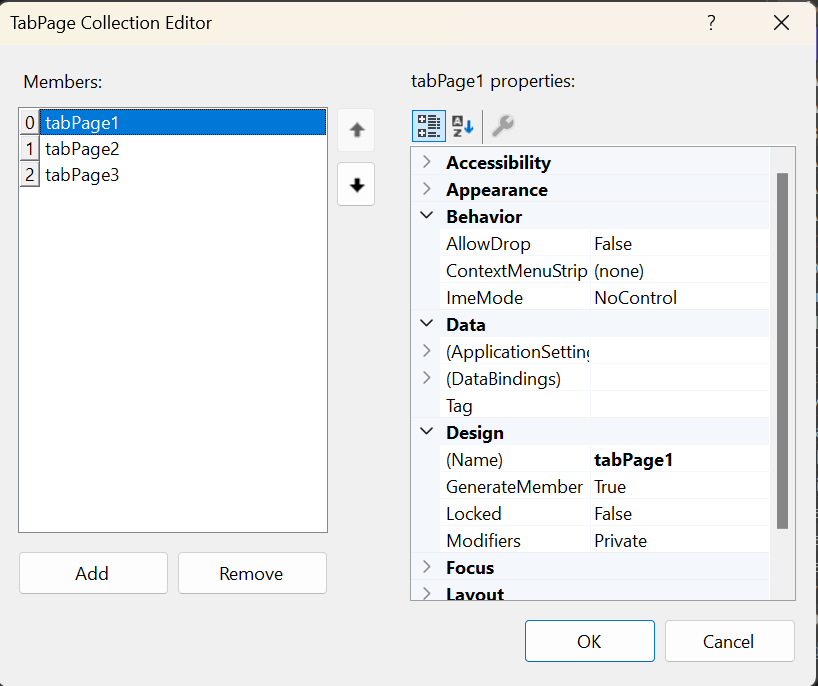 TabPage Collection Editor
?
Members:
0 tabPage1
1 tabPage2
2 tabPage3
Add
Remove
tabPage1 properties:
Accessibility
Appearance
Behavior
AllowDrop False
ContextMenuStrip (none)
ImeMode NoControl
Data
(ApplicationSetting
(DataBindings)
Tag
Design
(Name) tabPage1
GenerateMember True
Locked False
Modifiers Private
Focus
Layout
OK
Cancel